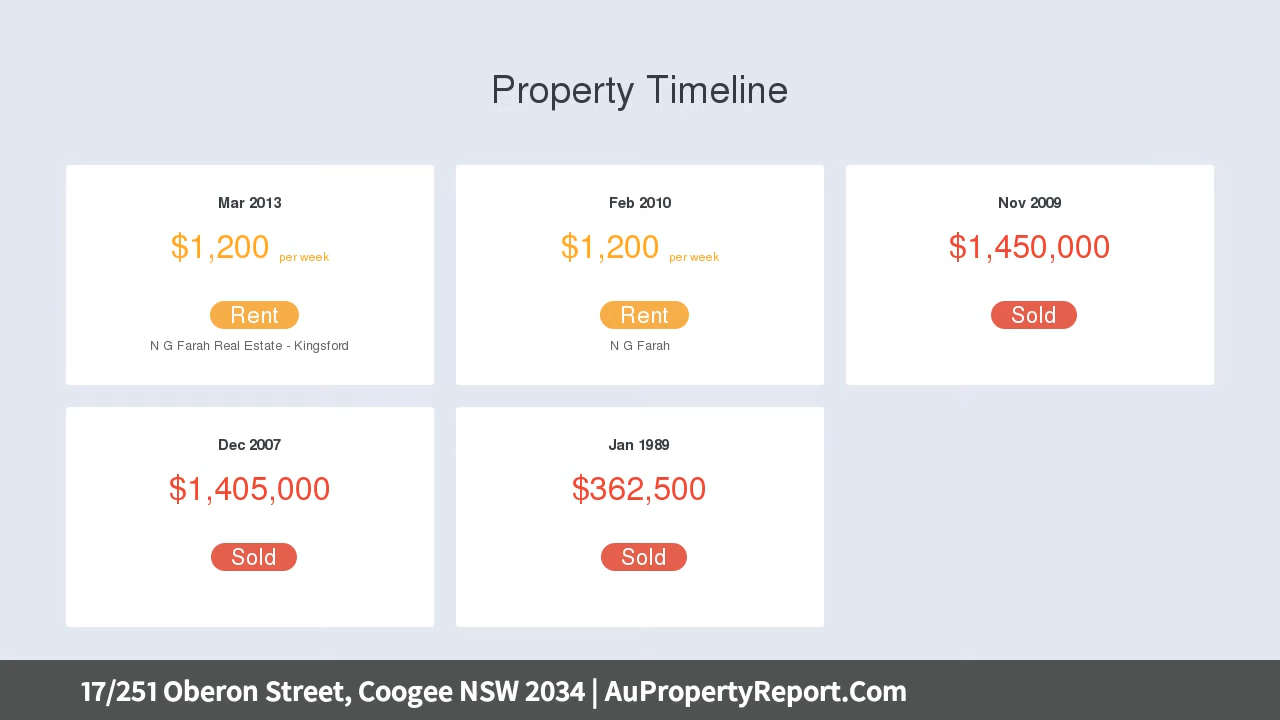 Property Timeline
Mar 2013
$1,200 per week
Rent
N G Farah Real Estate - Kingsford
Feb 2010
$1,200 per week
Rent
N G Farah
Nov 2009
$1,450,000
Sold
Dec 2007
$1,405,000
Sold
Jan 1989
$362,500
Sold
17/251 Oberon Street, Coogee NSW 2034 | AuPropertyReport.Com